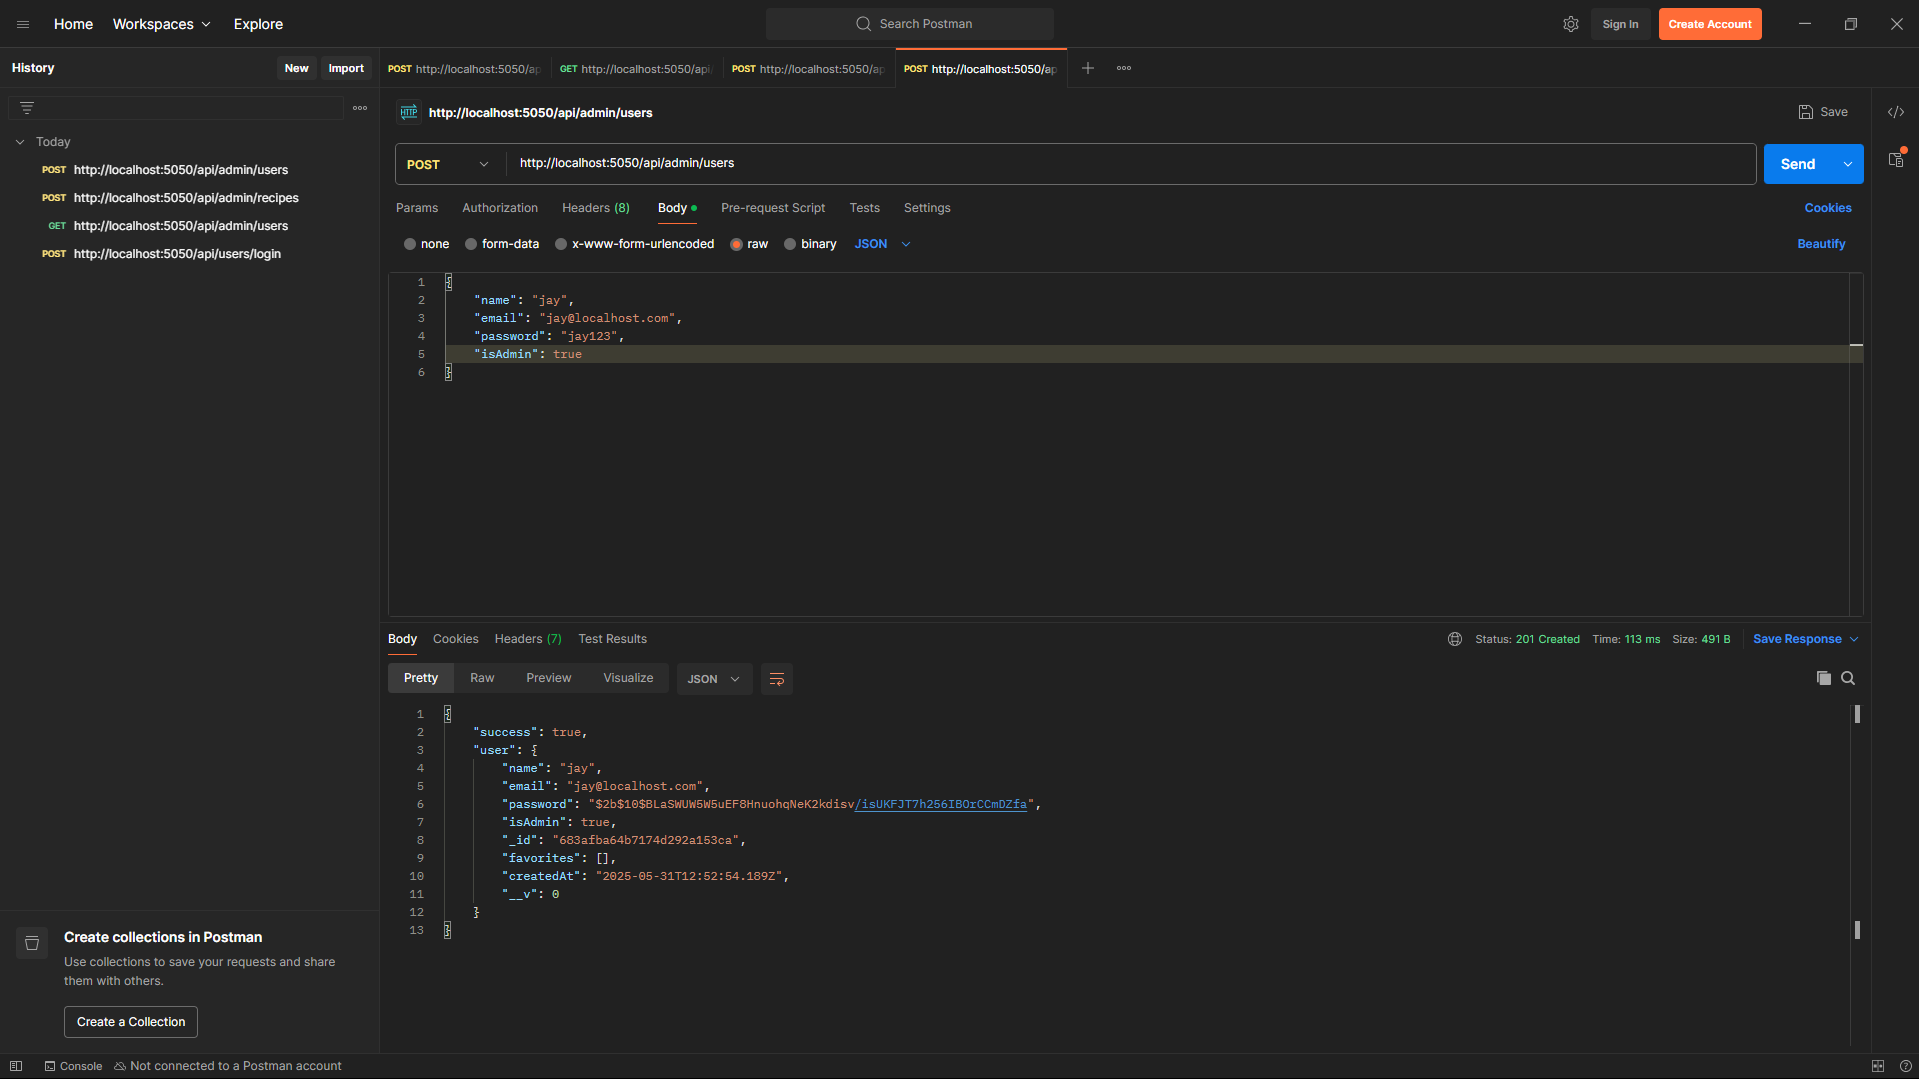 Home Workspaces Explore Search Postman Sign In Create Account
History New Import
POST http://localhost:5050/ap GET http://localhost:5050/api POST http://localhost:5050/ap POST http://localhost:5050/ap
Today
POST http://localhost:5050/api/admin/users
POST http://localhost:5050/api/admin/recipes
GET http://localhost:5050/api/admin/users
POST http://localhost:5050/api/users/login
HTTP http://localhost:5050/api/admin/users Save
POST http://localhost:5050/api/admin/users Send
Params Authorization Headers (8) Body Pre-request Script Tests Settings Cookies
none form-data x-www-form-urlencoded raw binary JSON Beautify
1 {
2 "name": "jay",
3 "email": "jay@localhost.com",
4 "password": "jay123",
5 "isAdmin": true
6 }
Body Cookies Headers (7) Test Results Status: 201 Created Time: 113 ms Size: 491 B Save Response
Pretty Raw Preview Visualize JSON
1 {
2 "success": true,
3 "user": {
4 "name": "jay",
5 "email": "jay@localhost.com",
6 "password": "$2b$10$BLaSWUW5W5uEF8HnuohqNeK2kdisv/isUKFJT7h256IBOrCCmDZfa",
7 "isAdmin": true,
8 "_id": "683afba64b7174d292a153ca",
9 "favorites": [],
10 "createdAt": "2025-05-31T12:52:54.189Z",
11 "__v": 0
12 }
13 }
Create collections in Postman
Use collections to save your requests and share
them with others.
Create a Collection
Console Not connected to a Postman account